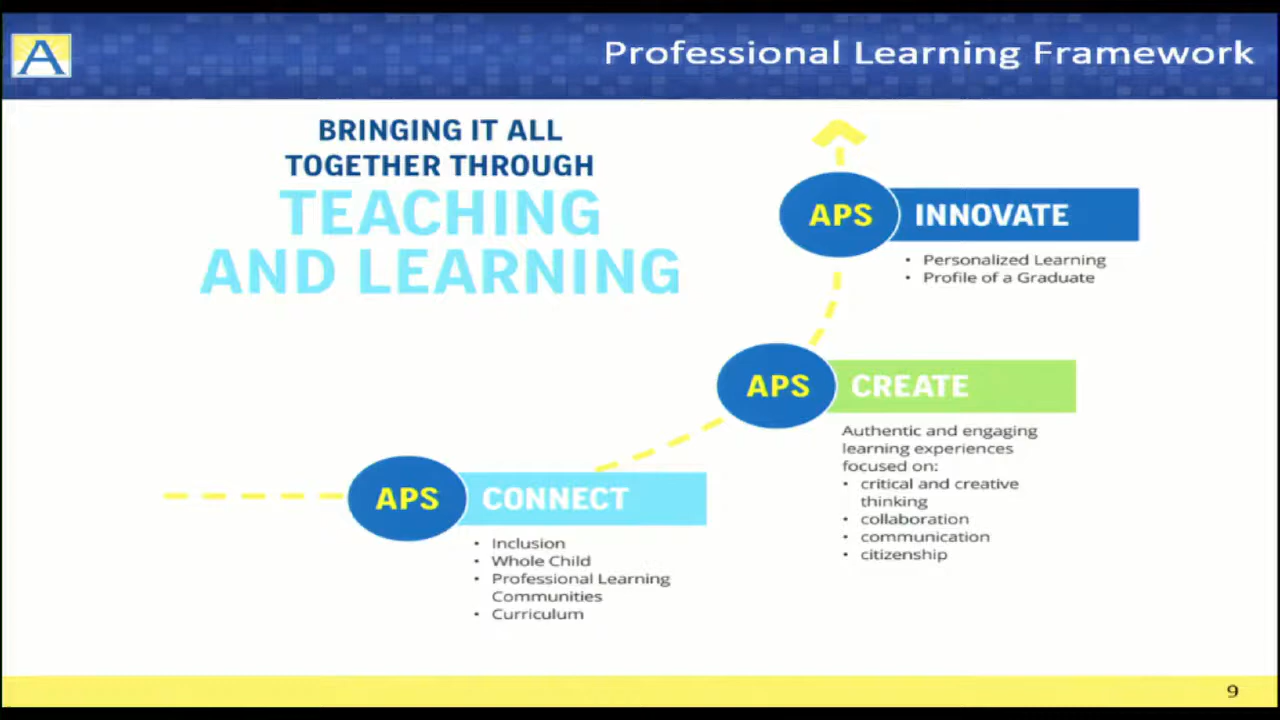 A
Professional Learning Framework
BRINGING IT ALL
TOGETHER THROUGH
TEACHING
AND LEARNING
APS INNOVATE
• Personalized Learning
• Profile of a Graduate
APS CREATE
Authentic and engaging
learning experiences
focused on:
• critical and creative
thinking
• collaboration
• communication
• citizenship
APS CONNECT
• Inclusion
• Whole Child
• Professional Learning
Communities
• Curriculum
9